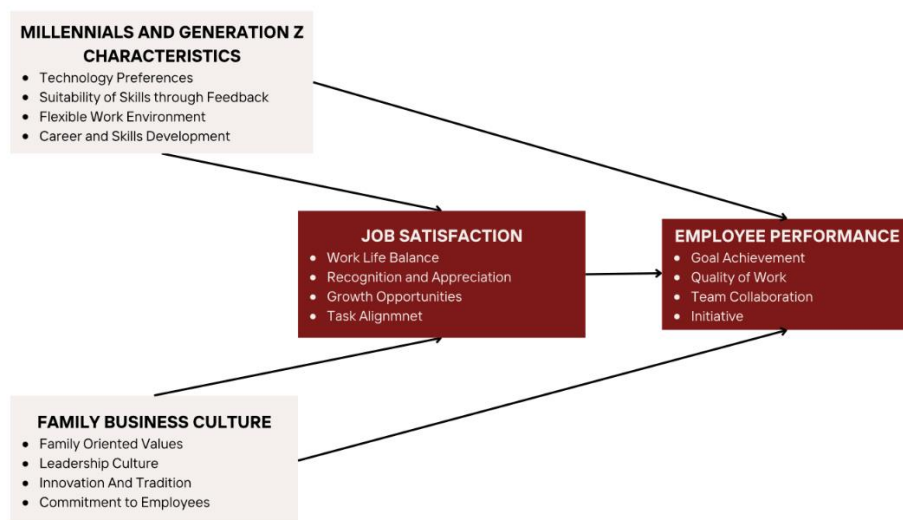 MILLENNIALS AND GENERATION Z
CHARACTERISTICS
• Technology Preferences
• Suitability of Skills through Feedback
• Flexible Work Environment
• Career and Skills Development
JOB SATISFACTION
• Work Life Balance
• Recognition and Appreciation
• Growth Opportunities
• Task Alignmnet
EMPLOYEE PERFORMANCE
• Goal Achievement
• Quality of Work
• Team Collaboration
• Initiative
FAMILY BUSINESS CULTURE
• Family Oriented Values
• Leadership Culture
• Innovation And Tradition
• Commitment to Employees